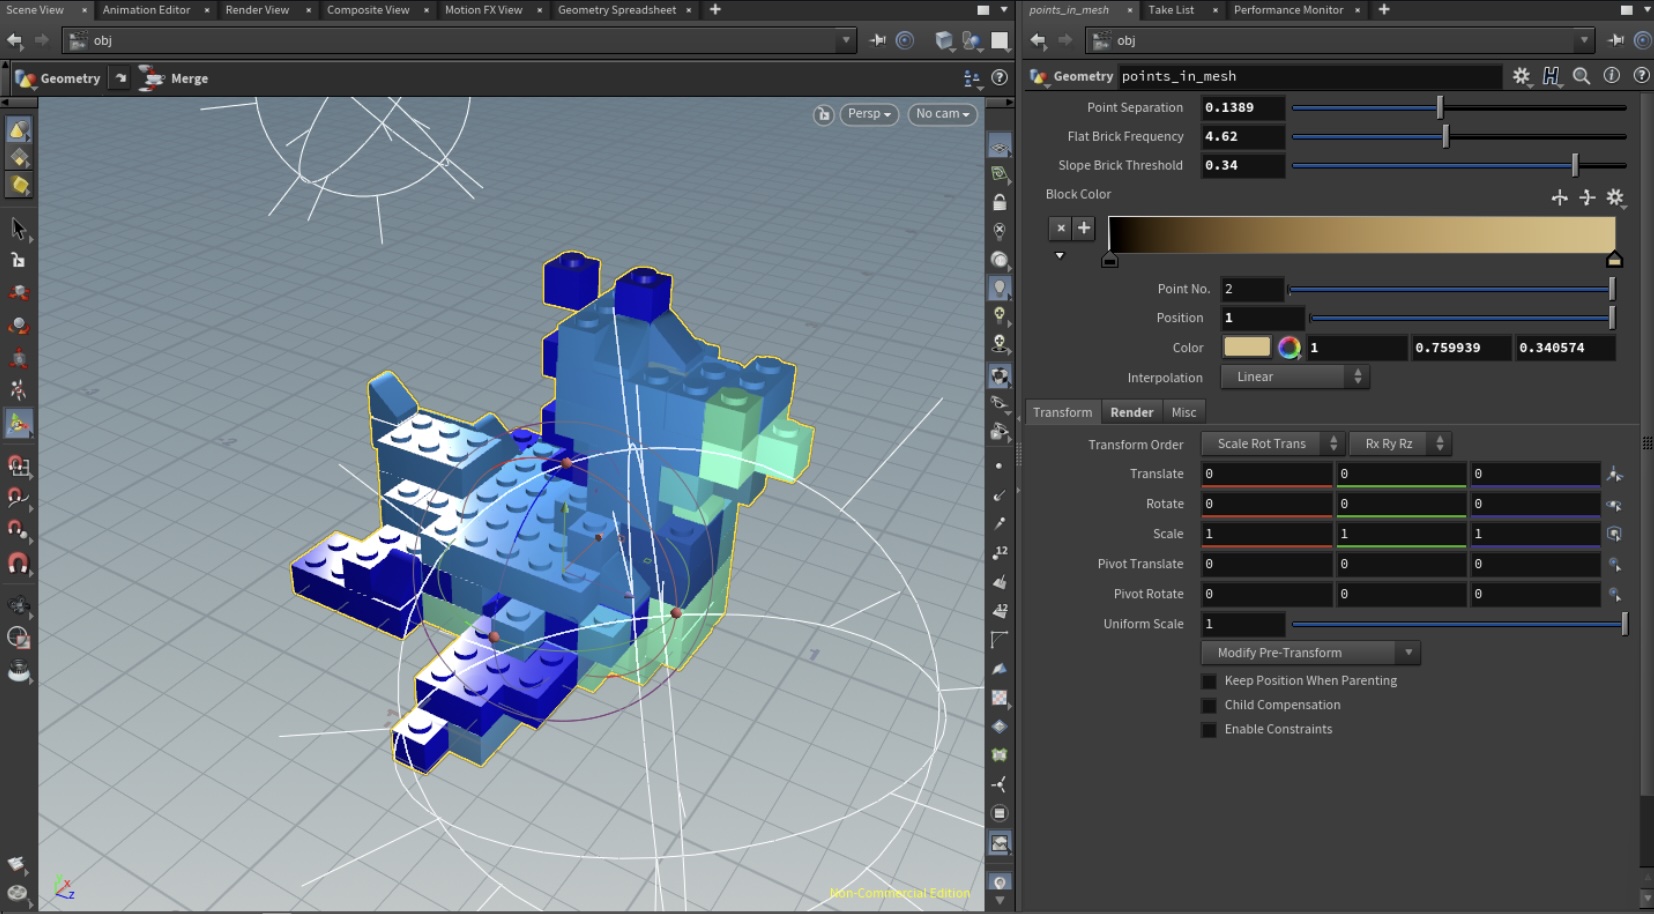 Scene View
Animation Editor
Render View
Composite View
Motion FX View
Geometry Spreadsheet
obj
Geometry
Merge
Persp
No cam
Non-Commercial Edition
12
12
points_in_mesh
Take List
Performance Monitor
obj
Geometry points_in_mesh
Point Separation 0.1389
Flat Brick Frequency 4.62
Slope Brick Threshold 0.34
Block Color
Point No. 2
Position 1
Color 1 0.759939 0.340574
Interpolation Linear
Transform Render Misc
Transform Order Scale Rot Trans Rx Ry Rz
Translate 0 0 0
Rotate 0 0 0
Scale 1 1 1
Pivot Translate 0 0 0
Pivot Rotate 0 0 0
Uniform Scale 1
Modify Pre-Transform
Keep Position When Parenting
Child Compensation
Enable Constraints